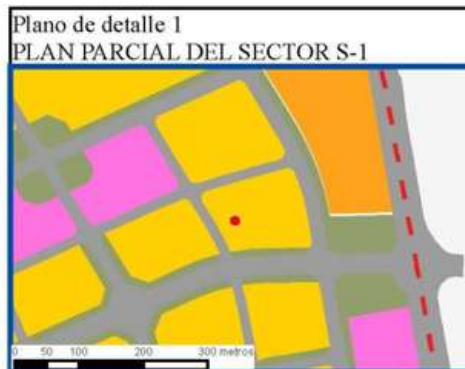 Plano de detalle 1
PLAN PARCIAL DEL SECTOR S-1
0 50 100 200 300 metros